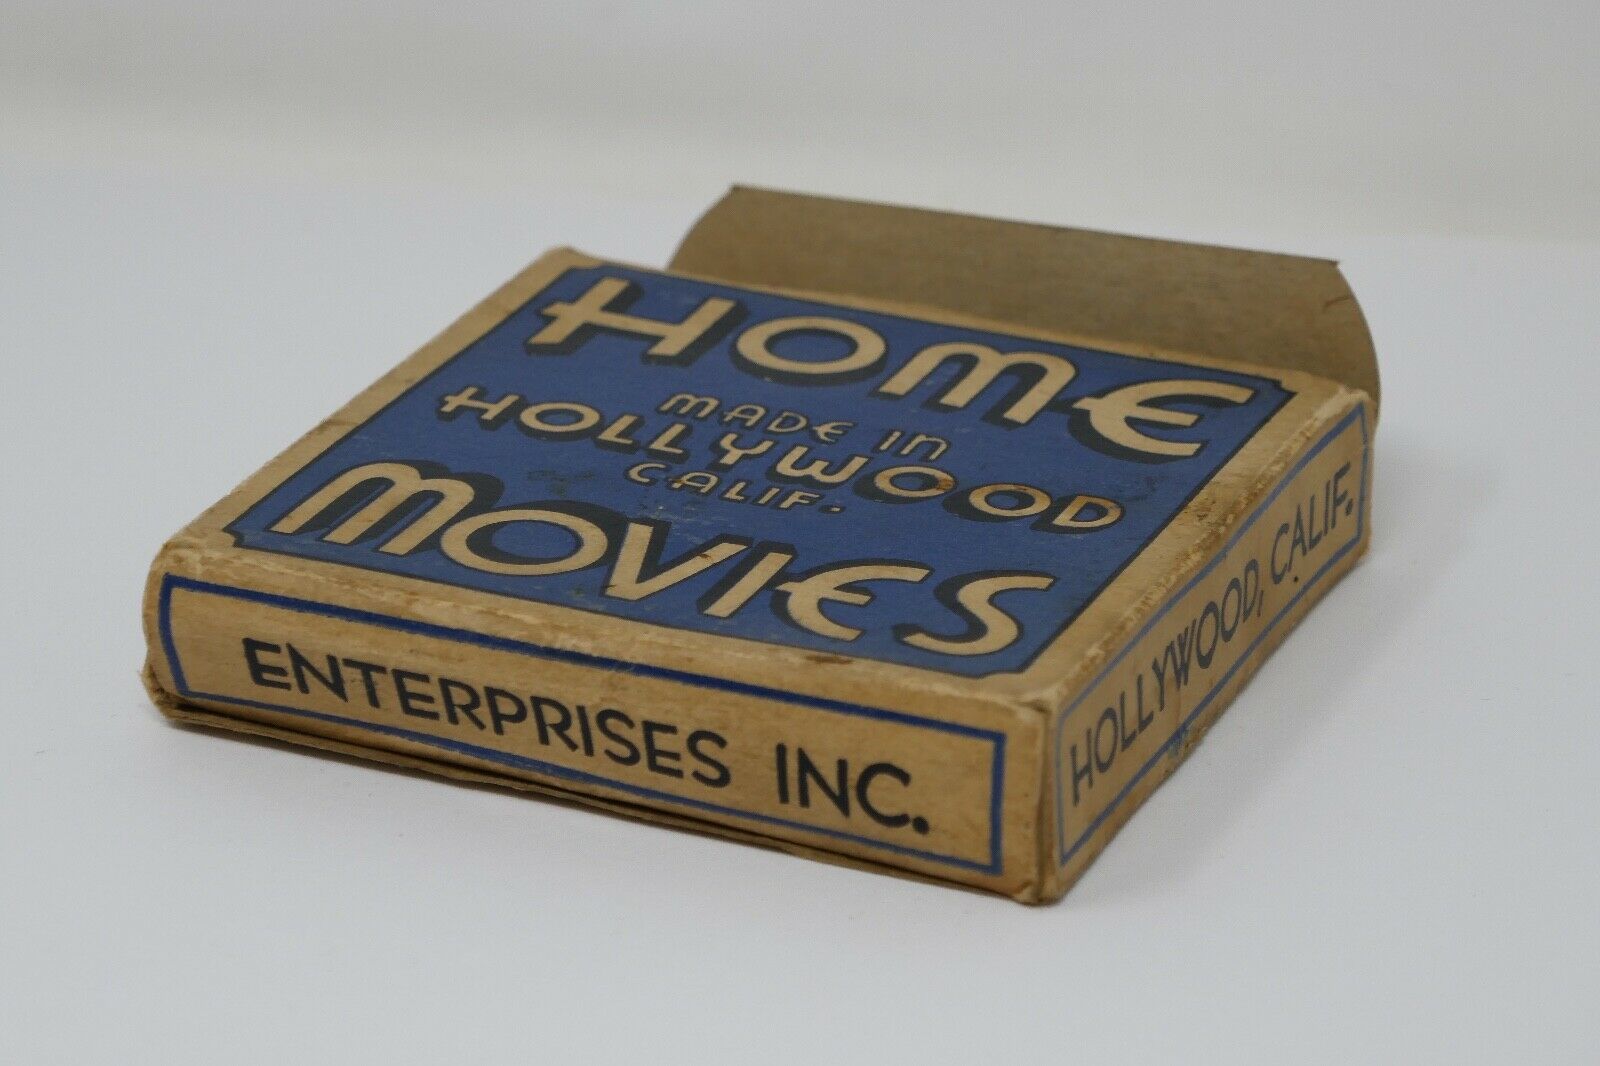 HOME
MADE IN
HOLLYWOOD
CALIF.
MOVIES
ENTERPRISES INC.
HOLLYWOOD, CALIF.